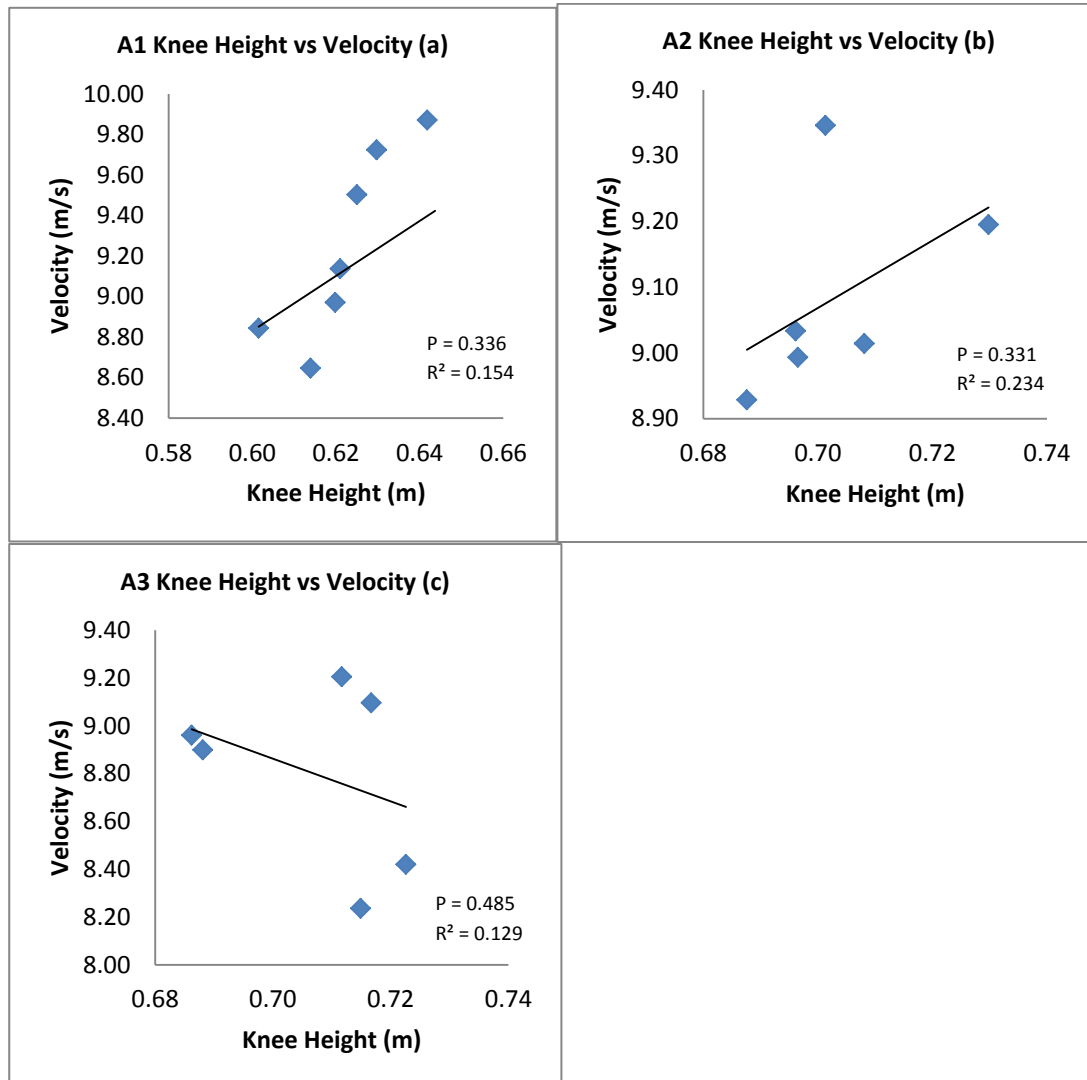 A1 Knee Height vs Velocity (a)
Velocity (m/s)
10.00
9.80
9.60
9.40
9.20
9.00
8.80
8.60
8.40
P = 0.336
R² = 0.154
0.58 0.60 0.62 0.64 0.66
Knee Height (m)
A2 Knee Height vs Velocity (b)
Velocity (m/s)
9.40
9.30
9.20
9.10
9.00
8.90
P = 0.331
R² = 0.234
0.68 0.70 0.72 0.74
Knee Height (m)
A3 Knee Height vs Velocity (c)
Velocity (m/s)
9.40
9.20
9.00
8.80
8.60
8.40
8.20
8.00
P = 0.485
R² = 0.129
0.68 0.70 0.72 0.74
Knee Height (m)